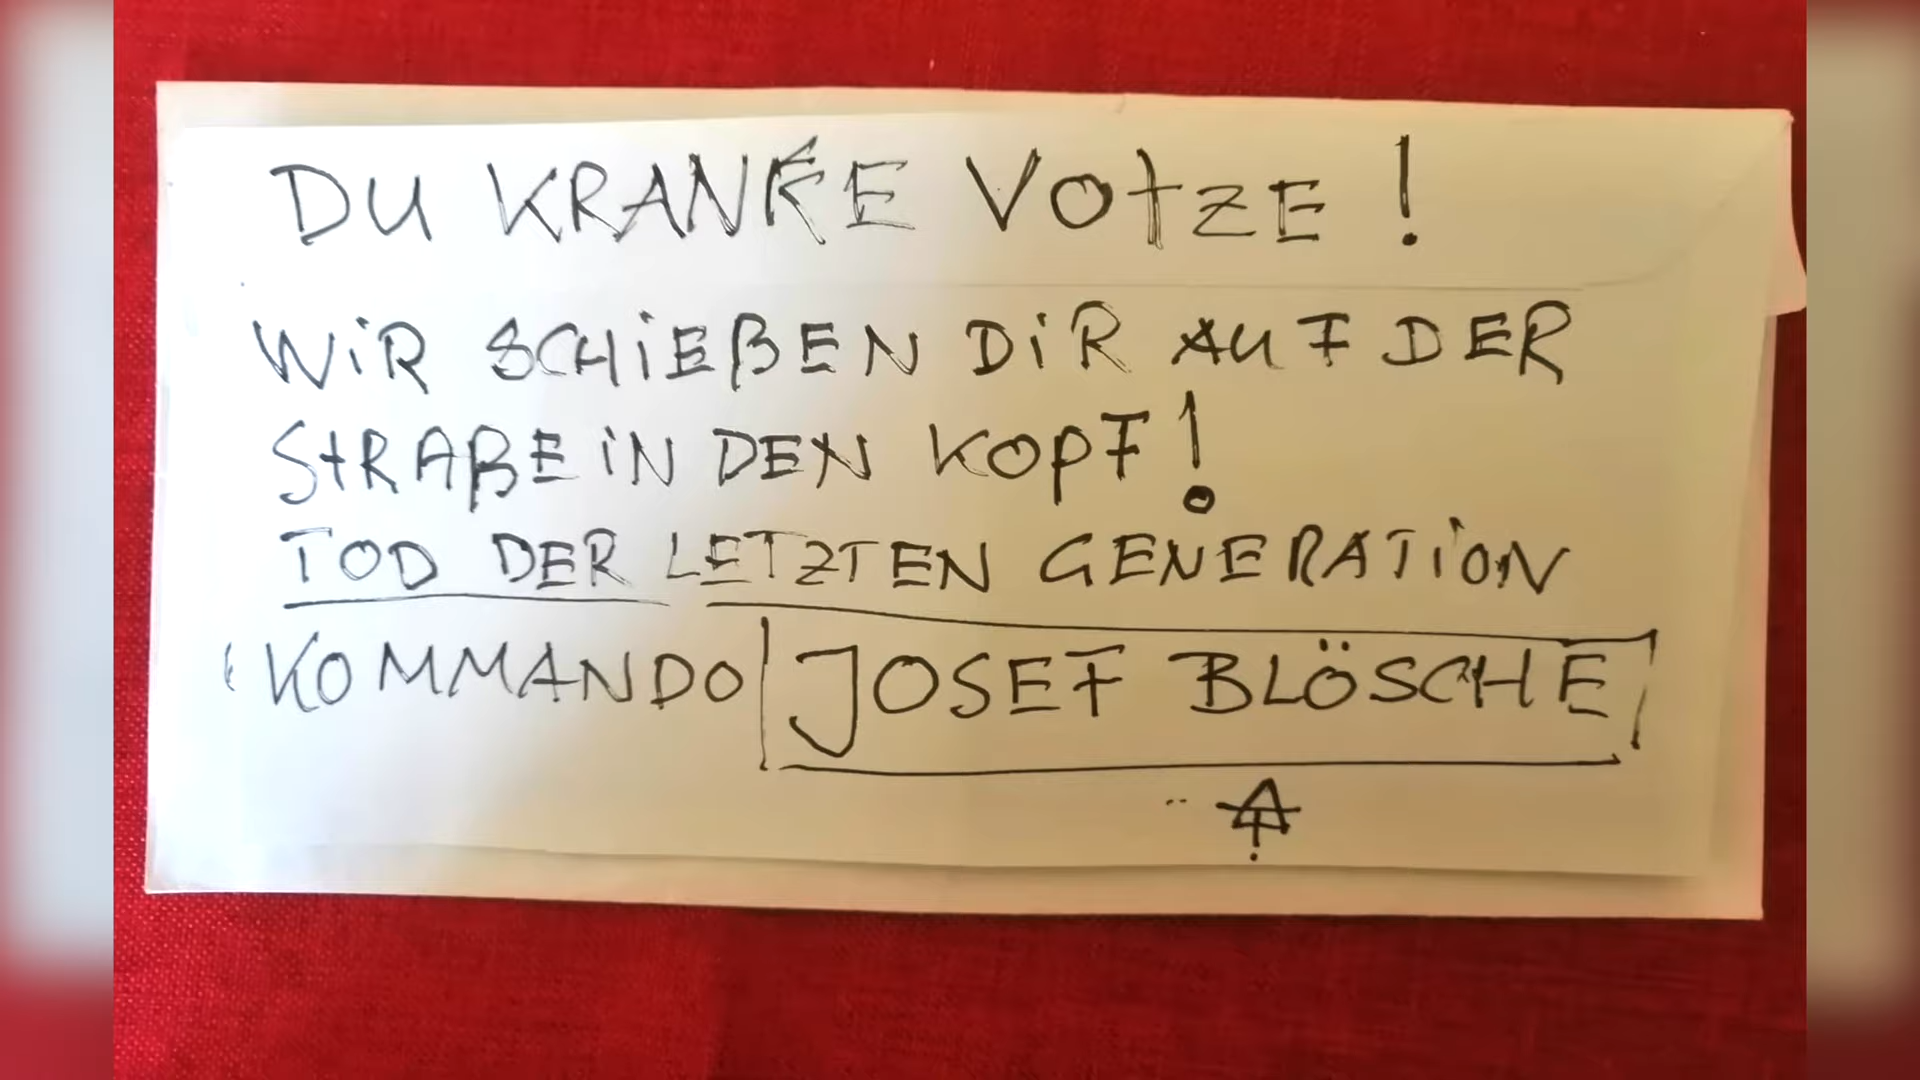 DU KRANKE VOTZE!
WiR SCHiEßEN DiR AUF DER
STRAßE iN DEN KOPF!
TOD DER LETZTEN GENERATiON
KOMMANDO JOSEF BLÖSCHE